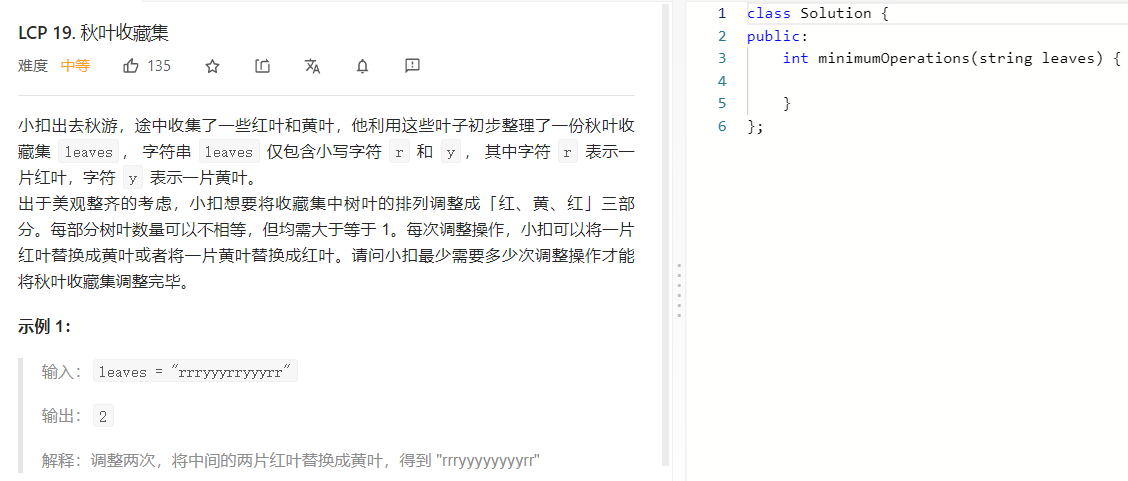 LCP 19. 秋叶收藏集
难度 中等 135
小扣出去秋游，途中收集了一些红叶和黄叶，他利用这些叶子初步整理了一份秋叶收
藏集 leaves， 字符串 leaves 仅包含小写字符 r 和 y， 其中字符 r 表示一
片红叶，字符 y 表示一片黄叶。
出于美观整齐的考虑，小扣想要将收藏集中树叶的排列调整成「红、黄、红」三部
分。每部分树叶数量可以不相等，但均需大于等于 1。每次调整操作，小扣可以将一片
红叶替换成黄叶或者将一片黄叶替换成红叶。请问小扣最少需要多少次调整操作才能
将秋叶收藏集调整完毕。
示例 1：
输入： leaves = "rrryyyrryyyrr"
输出： 2
解释：调整两次，将中间的两片红叶替换成黄叶，得到 "rrryyyyyyyyrr"
1 class Solution {
2 public:
3 int minimumOperations(string leaves) {
4
5 }
6 };